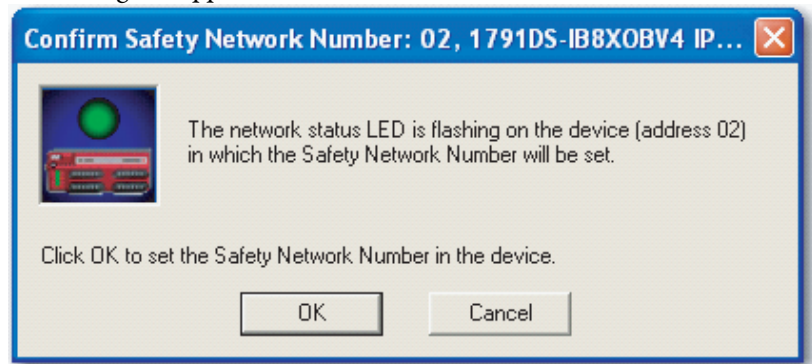 Confirm Safety Network Number: 02, 1791DS-IB8XOBV4 IP...
The network status LED is flashing on the device (address 02)
in which the Safety Network Number will be set.
Click OK to set the Safety Network Number in the device.
OK
Cancel